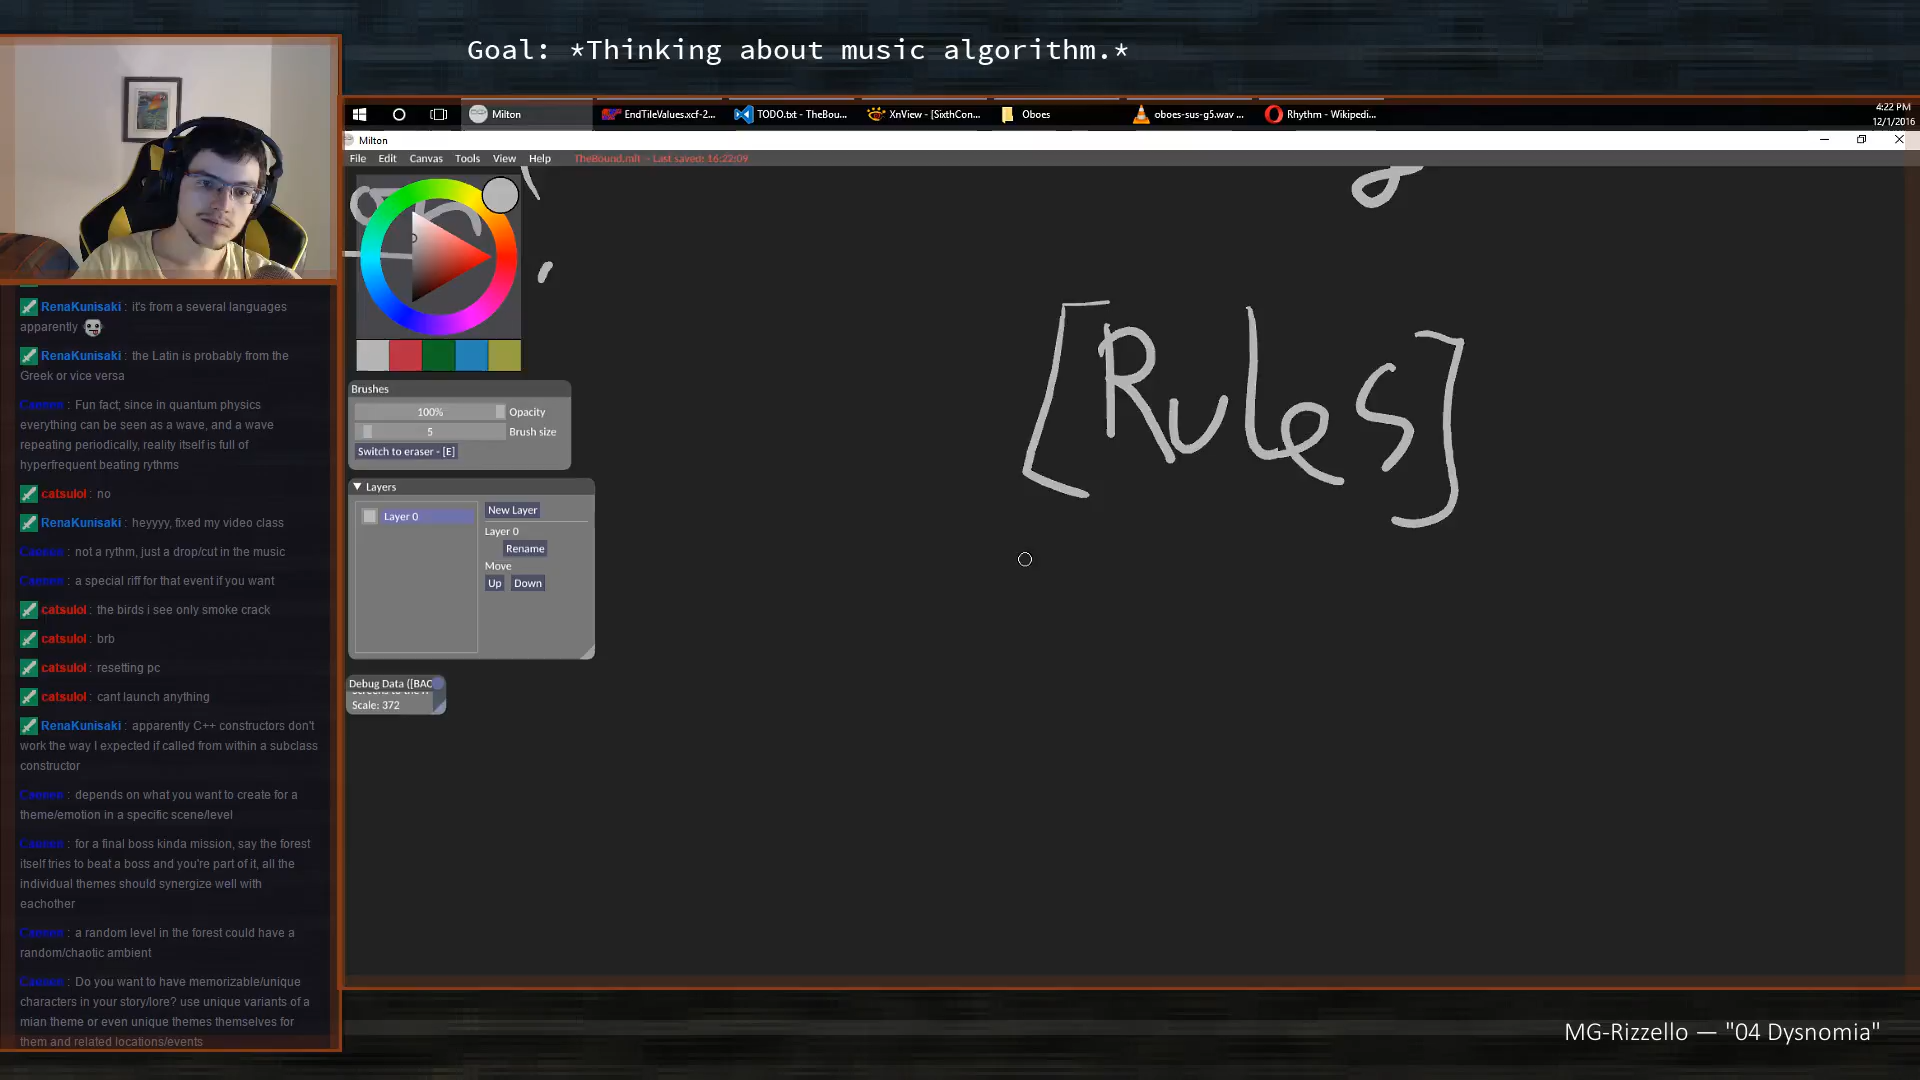 Goal: *Thinking about music algorithm.*
Milton
EndTileValues.xcf-2...
TODO.txt - TheBou...
XnView - [SixthCon...
Oboes
oboes-sus-g5.wav ...
Rhythm - Wikipedi...
4:22 PM
12/1/2016
Milton
File Edit Canvas Tools View Help TheBound.mlt - Last saved: 16:22:09
[Rules]
Brushes
100% Opacity
5 Brush size
Switch to eraser - [E]
Layers
Layer 0
New Layer
Layer 0
Rename
Move
Up Down
Debug Data ([BAC
Scale: 372
RenaKunisaki : it's from a several languages
apparently
RenaKunisaki : the Latin is probably from the
Greek or vice versa
: Fun fact; since in quantum physics
everything can be seen as a wave, and a wave
repeating periodically, reality itself is full of
hyperfrequent beating rythms
catsulol : no
RenaKunisaki : heyyyy, fixed my video class
: not a rythm, just a drop/cut in the music
: a special riff for that event if you want
catsulol : the birds i see only smoke crack
catsulol : brb
catsulol : resetting pc
catsulol : cant launch anything
RenaKunisaki : apparently C++ constructors don't
work the way I expected if called from within a subclass
constructor
: depends on what you want to create for a
theme/emotion in a specific scene/level
: for a final boss kinda mission, say the forest
itself tries to beat a boss and you're part of it, all the
individual themes should synergize well with
eachother
: a random level in the forest could have a
random/chaotic ambient
: Do you want to have memorizable/unique
characters in your story/lore? use unique variants of a
mian theme or even unique themes themselves for
them and related locations/events
MG-Rizzello — "04 Dysnomia"